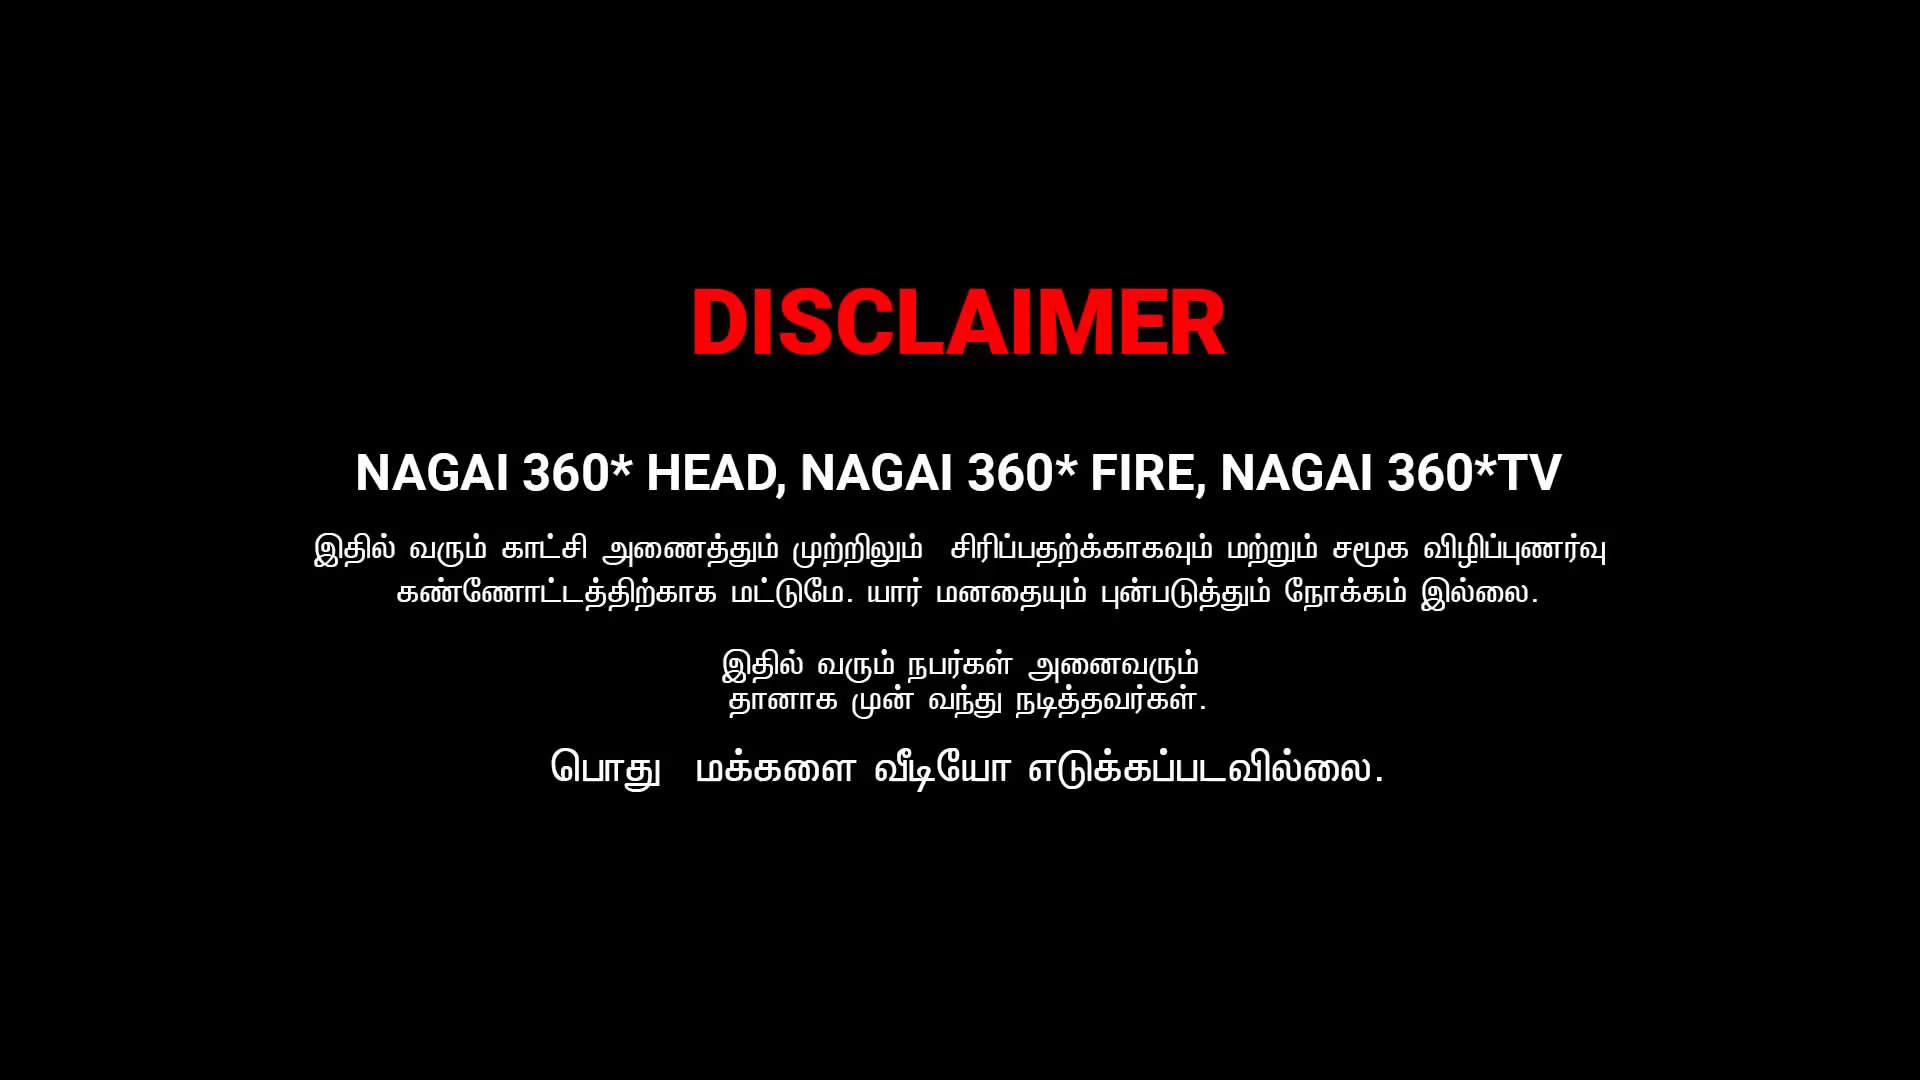 DISCLAIMER
NAGAI 360* HEAD, NAGAI 360* FIRE, NAGAI 360*TV
இதில் வரும் காட்சி அணைத்தும் முற்றிலும் சிரிப்பதற்க்காகவும் மற்றும் சமூக விழிப்புணர்வு
கண்ணோட்டத்திற்காக மட்டுமே. யார் மனதையும் புன்படுத்தும் நோக்கம் இல்லை.
இதில் வரும் நபர்கள் அனைவரும்
தானாக முன் வந்து நடித்தவர்கள்.
பொது மக்களை வீடியோ எடுக்கப்படவில்லை.